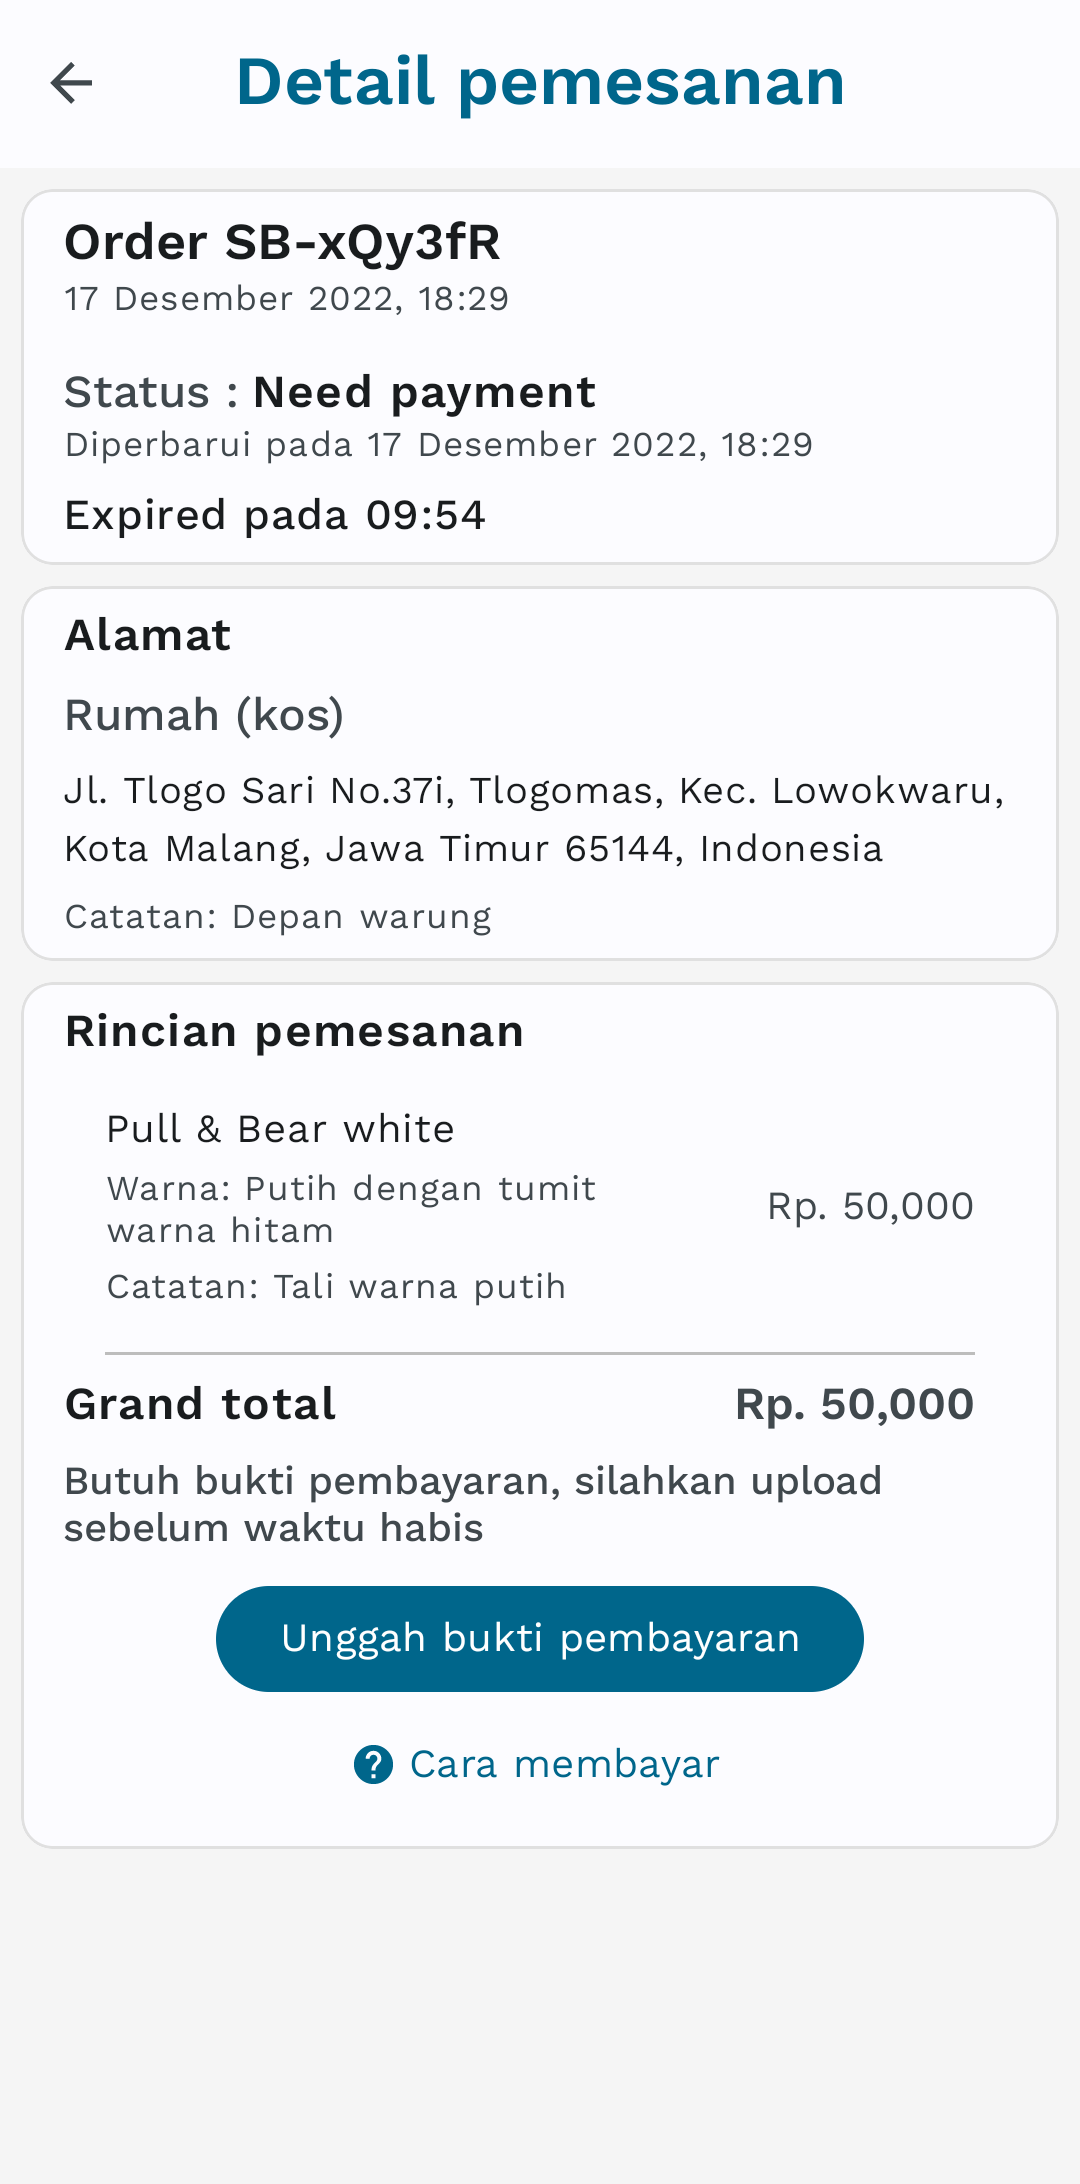 Detail pemesanan
Order SB-xQy3fR
17 Desember 2022, 18:29
Status : Need payment
Diperbarui pada 17 Desember 2022, 18:29
Expired pada 09:54
Alamat
Rumah (kos)
Jl. Tlogo Sari No.37i, Tlogomas, Kec. Lowokwaru,
Kota Malang, Jawa Timur 65144, Indonesia
Catatan: Depan warung
Rincian pemesanan
Pull & Bear white
Warna: Putih dengan tumit
warna hitam
Rp. 50,000
Catatan: Tali warna putih
Grand total Rp. 50,000
Butuh bukti pembayaran, silahkan upload
sebelum waktu habis
Unggah bukti pembayaran
? Cara membayar